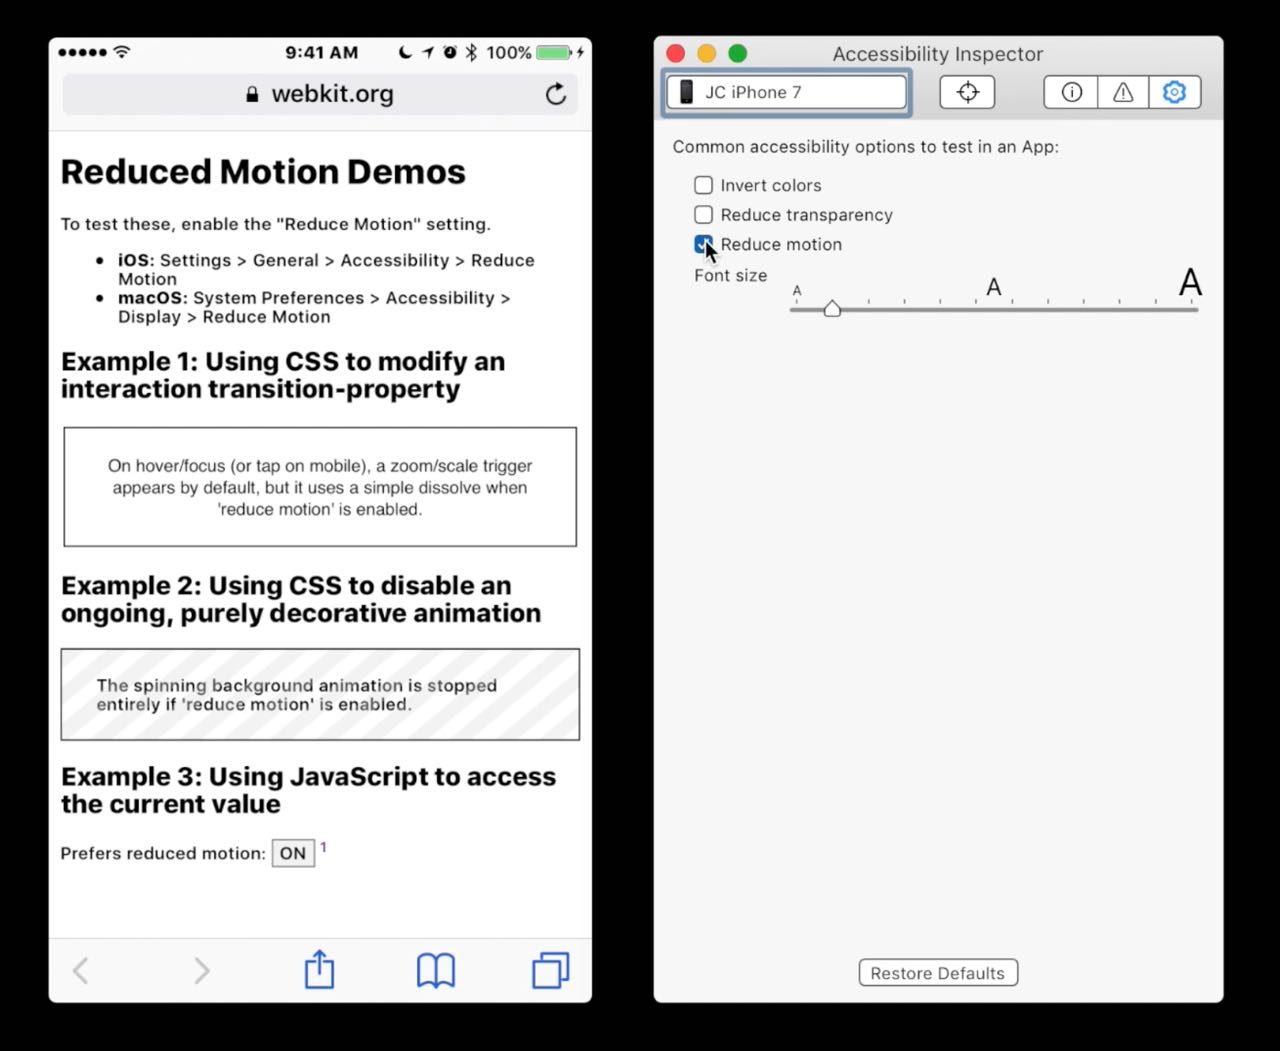 9:41 AM 100%
webkit.org
Reduced Motion Demos
To test these, enable the "Reduce Motion" setting.
• iOS: Settings > General > Accessibility > Reduce
Motion
• macOS: System Preferences > Accessibility >
Display > Reduce Motion
Example 1: Using CSS to modify an
interaction transition-property
On hover/focus (or tap on mobile), a zoom/scale trigger
appears by default, but it uses a simple dissolve when
'reduce motion' is enabled.
Example 2: Using CSS to disable an
ongoing, purely decorative animation
The spinning background animation is stopped
entirely if 'reduce motion' is enabled.
Example 3: Using JavaScript to access
the current value
Prefers reduced motion: ON 1
Accessibility Inspector
JC iPhone 7
Common accessibility options to test in an App:
Invert colors
Reduce transparency
Reduce motion
Font size
A A A
Restore Defaults